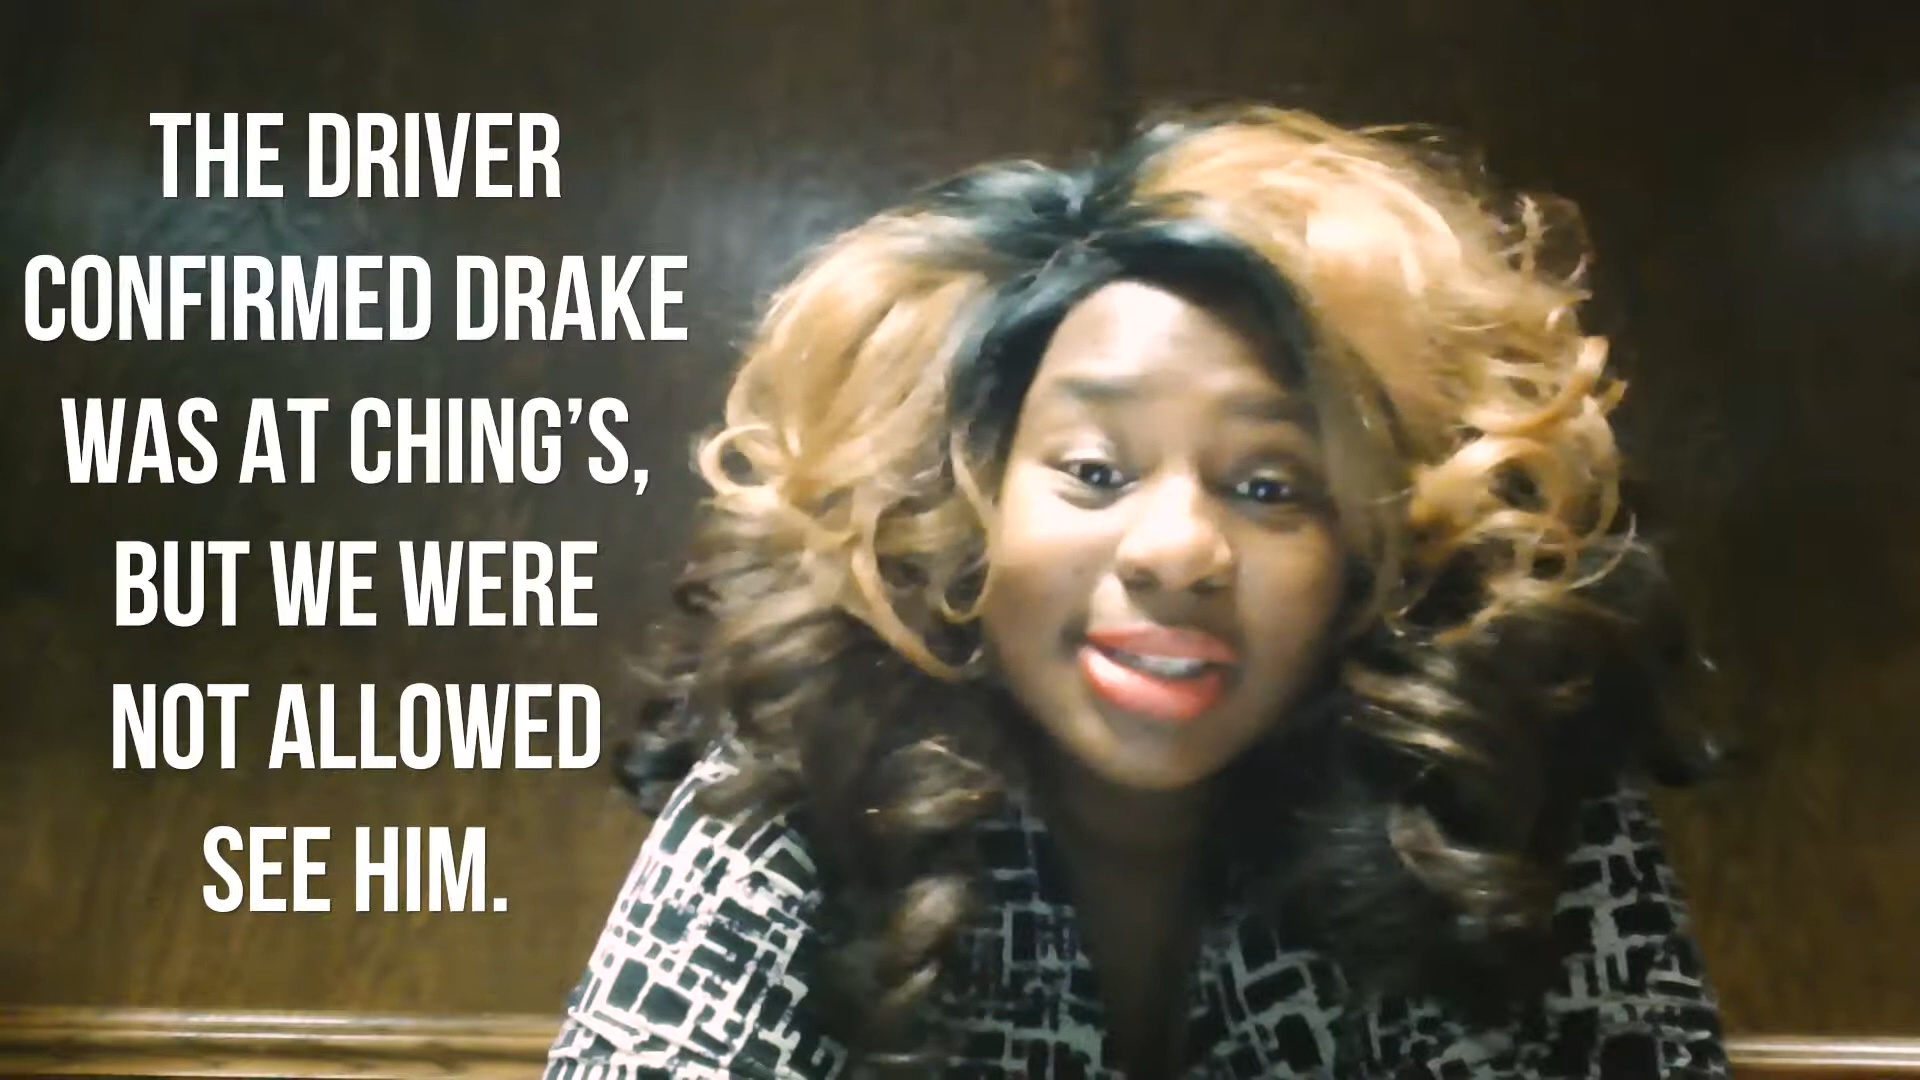 THE DRIVER
CONFIRMED DRAKE
WAS AT CHING’S,
BUT WE WERE
NOT ALLOWED
SEE HIM.